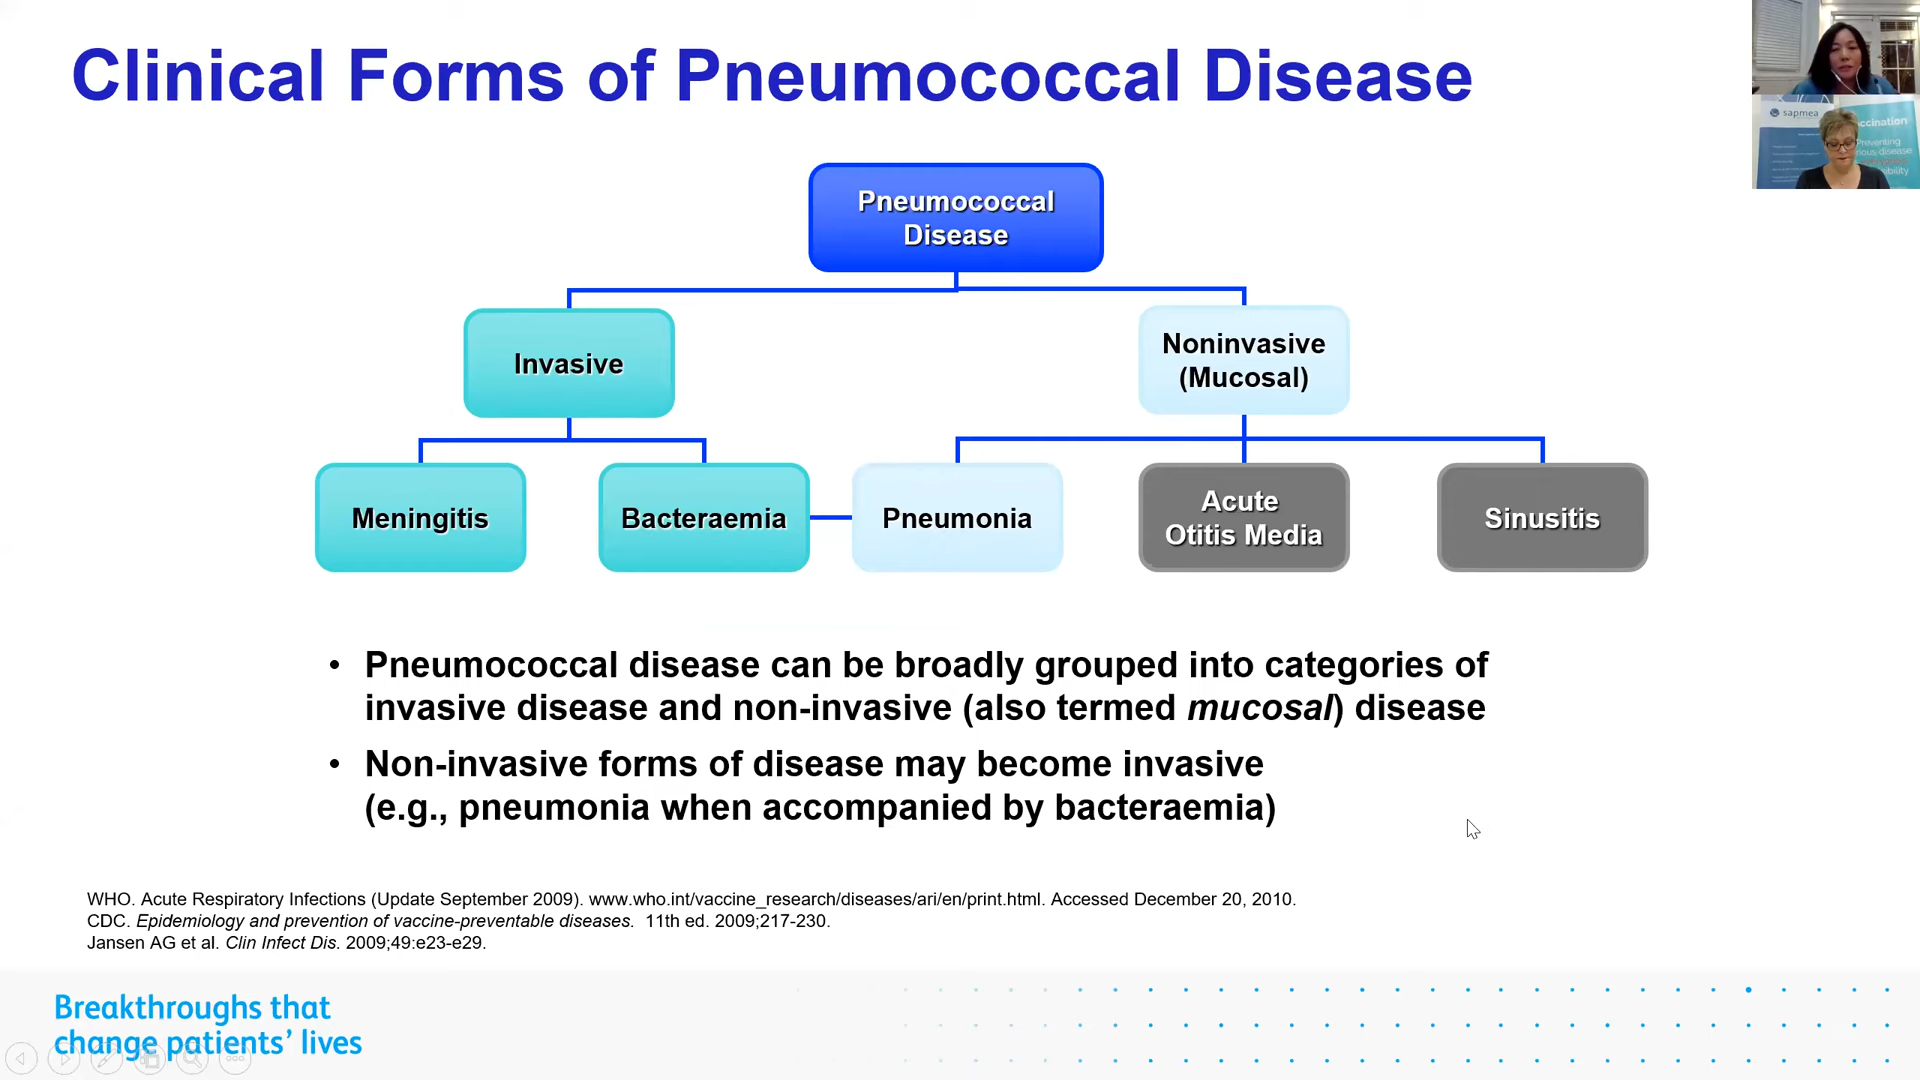 Clinical Forms of Pneumococcal Disease
sapmea
ccination
Preventing
Pneumococcal
Disease
Invasive
Noninvasive
(Mucosal)
Meningitis
Bacteraemia
Pneumonia
Acute
Otitis Media
Sinusitis
• Pneumococcal disease can be broadly grouped into categories of
invasive disease and non-invasive (also termed mucosal) disease
• Non-invasive forms of disease may become invasive
(e.g., pneumonia when accompanied by bacteraemia)
WHO. Acute Respiratory Infections (Update September 2009). www.who.int/vaccine_research/diseases/ari/en/print.html. Accessed December 20, 2010.
CDC. Epidemiology and prevention of vaccine-preventable diseases. 11th ed. 2009;217-230.
Jansen AG et al. Clin Infect Dis. 2009;49:e23-e29.
Breakthroughs that
change patients’ lives